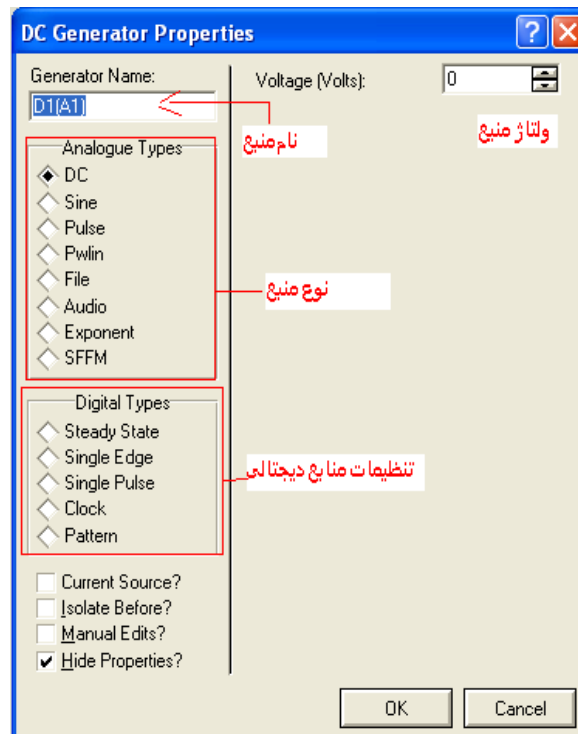 DC Generator Properties
Generator Name:
D1(A1)
Voltage (Volts):
0
نام منبع
ولتاژ منبع
Analogue Types
DC
Sine
Pulse
Pwlin
File
Audio
Exponent
SFFM
نوع منبع
Digital Types
Steady State
Single Edge
Single Pulse
Clock
Pattern
تنظیمات منابع دیجتالی
Current Source?
Isolate Before?
Manual Edits?
Hide Properties?
OK
Cancel